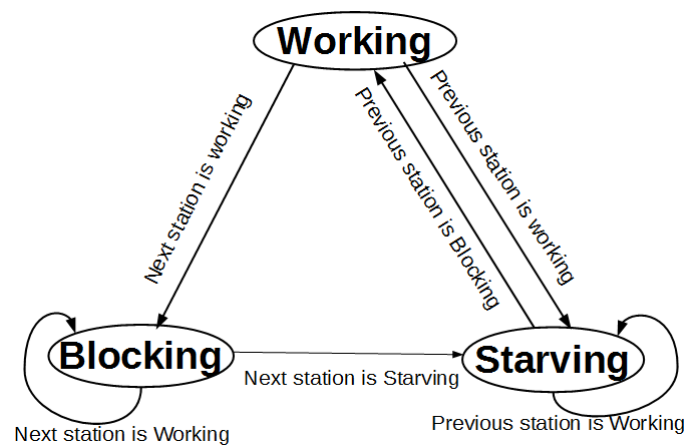 Working
Next station is working
Previous station is Blocking
Previous station is working
Blocking
Next station is Starving
Starving
Next station is Working
Previous station is Working